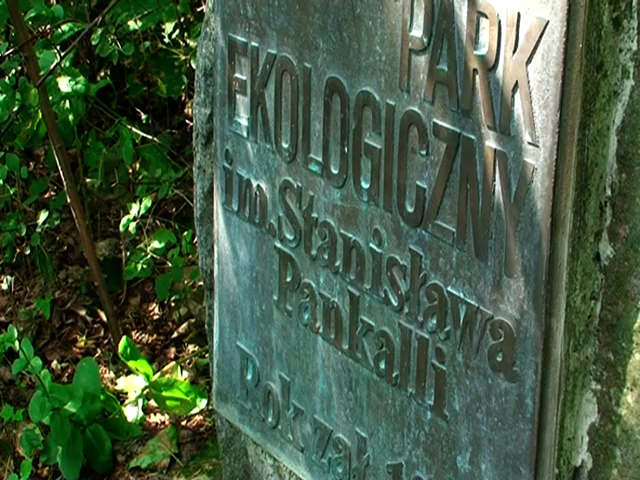 PARK
EKOLOGICZNY
im. Stanisława
Pankalli
Rok zał.